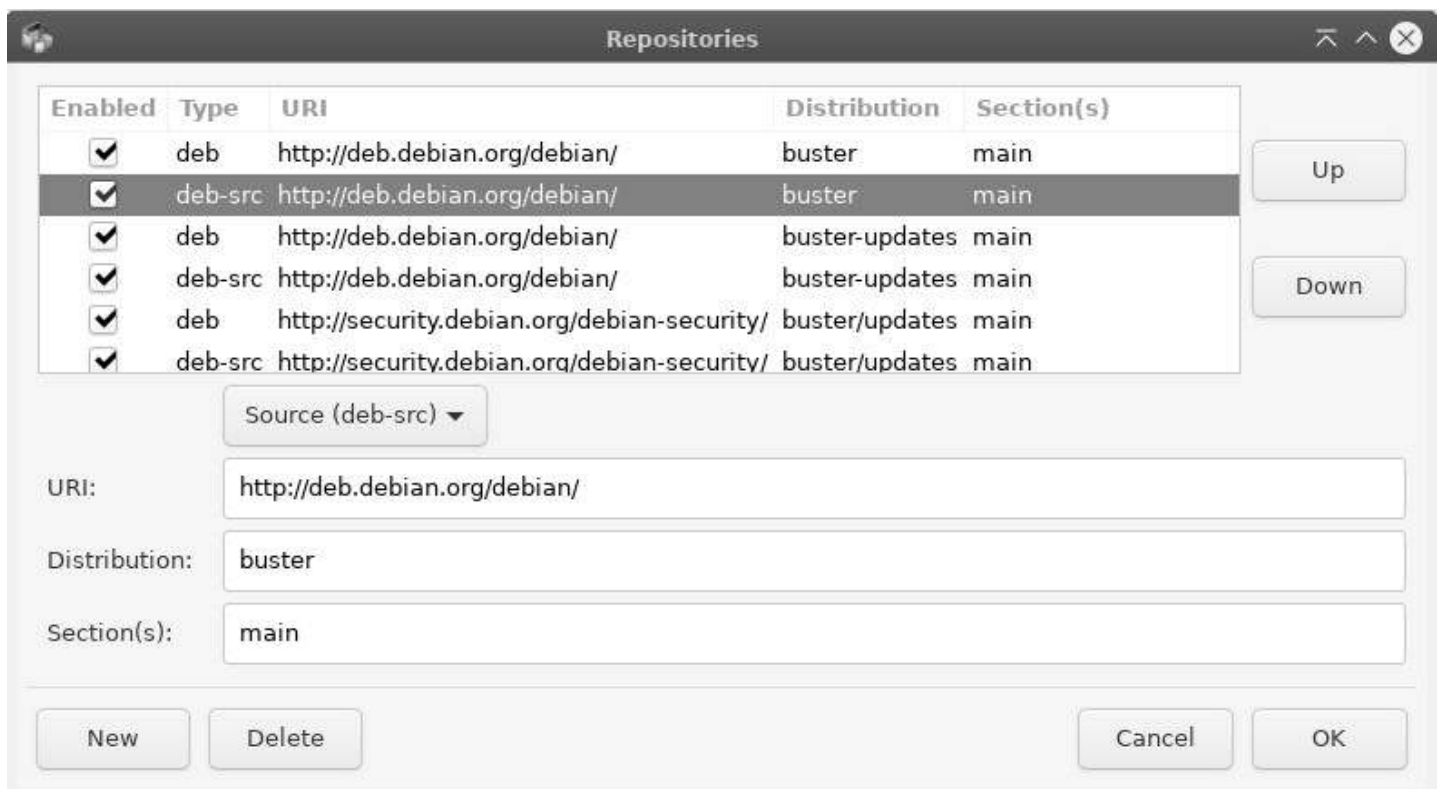 Repositories
Enabled Type URI Distribution Section(s)
deb http://deb.debian.org/debian/ buster main
Up
deb-src http://deb.debian.org/debian/ buster main
deb http://deb.debian.org/debian/ buster-updates main
deb-src http://deb.debian.org/debian/ buster-updates main
Down
deb http://security.debian.org/debian-security/ buster/updates main
deb-src http://security.debian.org/debian-security/ buster/updates main
Source (deb-src)
URI: http://deb.debian.org/debian/
Distribution: buster
Section(s): main
New Delete Cancel OK